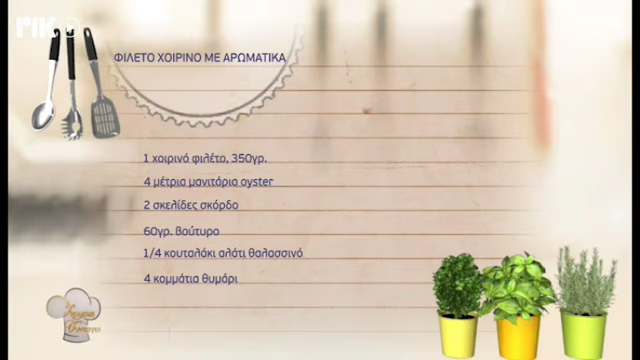 ΡΙΚ
ΦΙΛΕΤΟ ΧΟΙΡΙΝΟ ΜΕ ΑΡΩΜΑΤΙΚΑ
1 χοιρινό φιλέτο, 350γρ.
4 μέτρια μανιτάρια oyster
2 σκελίδες σκόρδο
60γρ. βούτυρο
1/4 κουταλάκι αλάτι θαλασσινό
4 κομμάτια θυμάρι